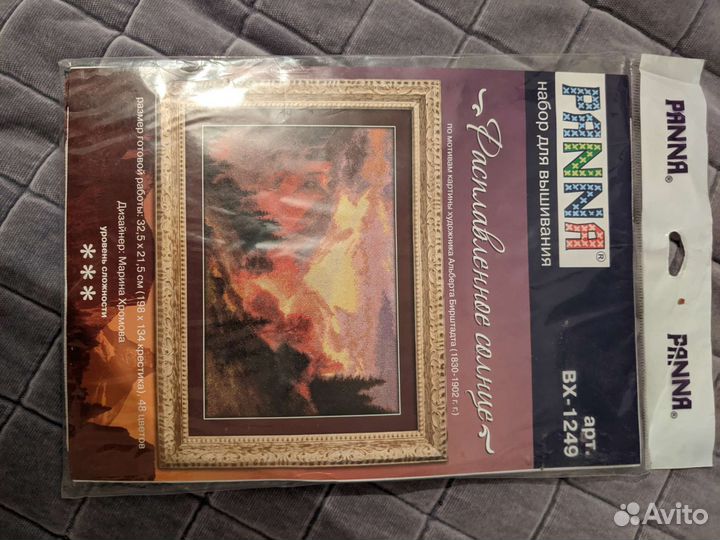 PANNA®
PANNA®
PANNA®
набор для вышивания
арт.
ВХ-1249
Расплавленное солнце
по мотивам картины художника Альберта Бирштадта (1830-1902 г. г.)
размер готовой работы: 32,5 х 21,5 см (198 х 134 крестика), 48 цветов
Дизайнер: Марина Хромова
уровень сложности
***
Avito